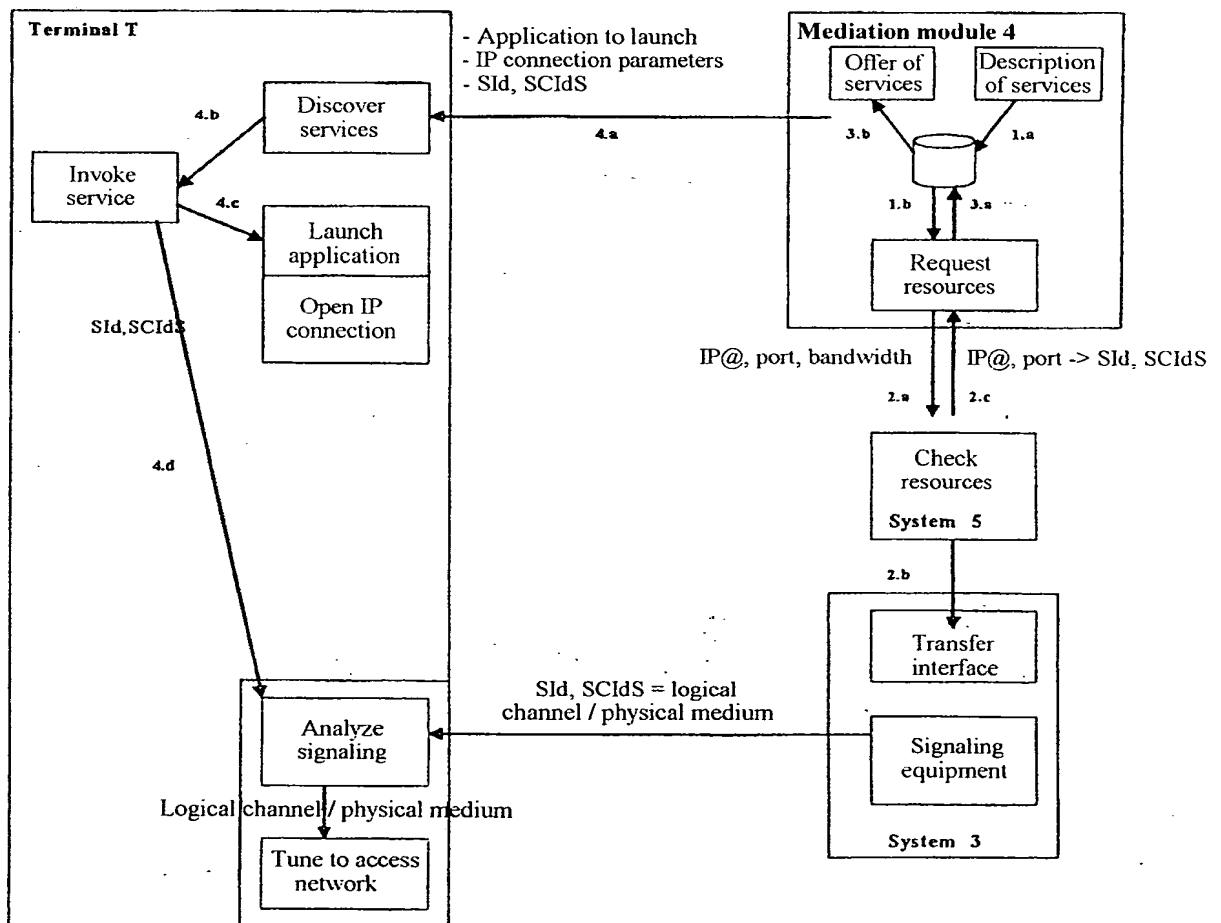 Terminal T
- Application to launch
- IP connection parameters
- SId, SCIdS
Mediation module 4
Offer of
services
Description
of services
4.b
Discover
services
4.a
3.b
1.a
Invoke
service
4.c
1.b
3.a
Launch
application
Request
resources
Open IP
connection
SId,SCIdS
IP@, port, bandwidth
IP@, port -> SId, SCIdS
2.a
2.c
Check
resources
System 5
4.d
2.b
Transfer
interface
SId, SCIdS = logical
channel / physical medium
Analyze
signaling
Signaling
equipment
Logical channel / physical medium
System 3
Tune to access
network